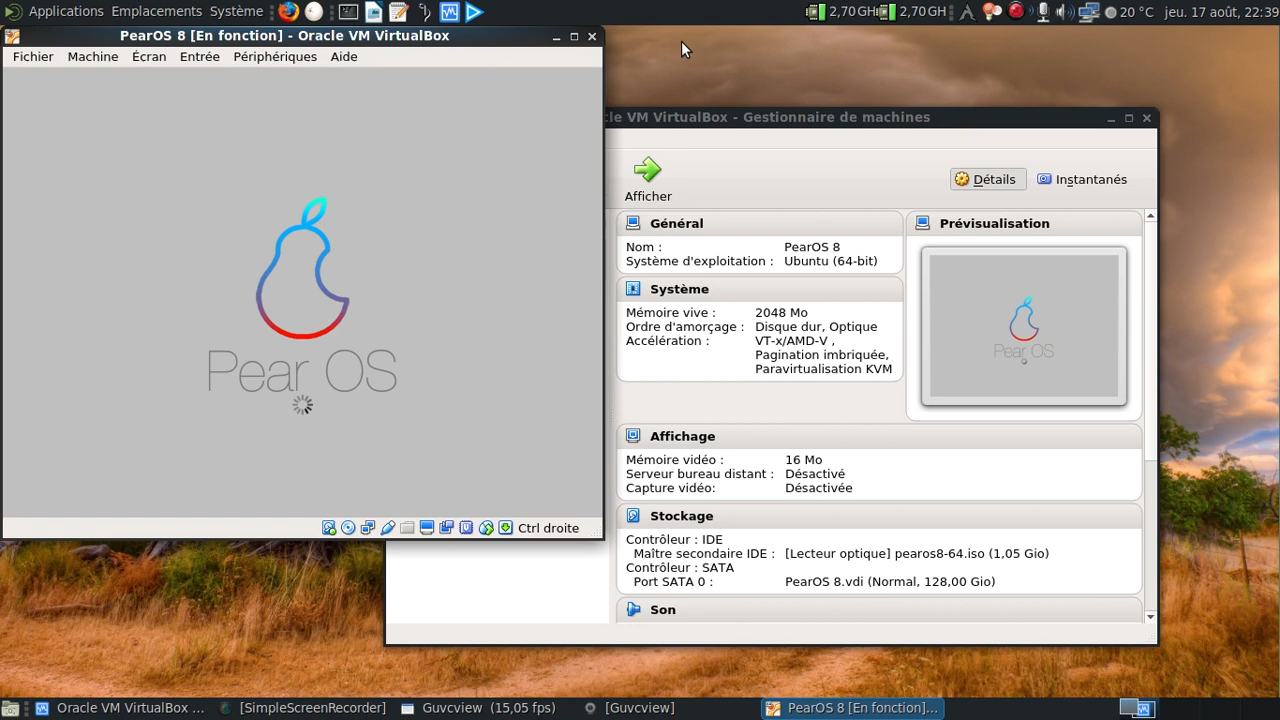 Applications Emplacements Système 2,70 GH 2,70 GH 20 °C jeu. 17 août, 22:39
PearOS 8 [En fonction] - Oracle VM VirtualBox
Fichier Machine Écran Entrée Périphériques Aide
Pear OS
Ctrl droite
cle VM VirtualBox - Gestionnaire de machines
Afficher
Détails Instantanés
Général
Nom : PearOS 8
Système d'exploitation : Ubuntu (64-bit)
Système
Mémoire vive : 2048 Mo
Ordre d'amorçage : Disque dur, Optique
Accélération : VT-x/AMD-V ,
Pagination imbriquée,
Paravirtualisation KVM
Prévisualisation
Pear OS
Affichage
Mémoire vidéo : 16 Mo
Serveur bureau distant : Désactivé
Capture vidéo: Désactivée
Stockage
Contrôleur : IDE
Maître secondaire IDE : [Lecteur optique] pearos8-64.iso (1,05 Gio)
Contrôleur : SATA
Port SATA 0 : PearOS 8.vdi (Normal, 128,00 Gio)
Son
Oracle VM VirtualBox ... [SimpleScreenRecorder] Guvcview (15,05 fps) [Guvcview] PearOS 8 [En fonction]...